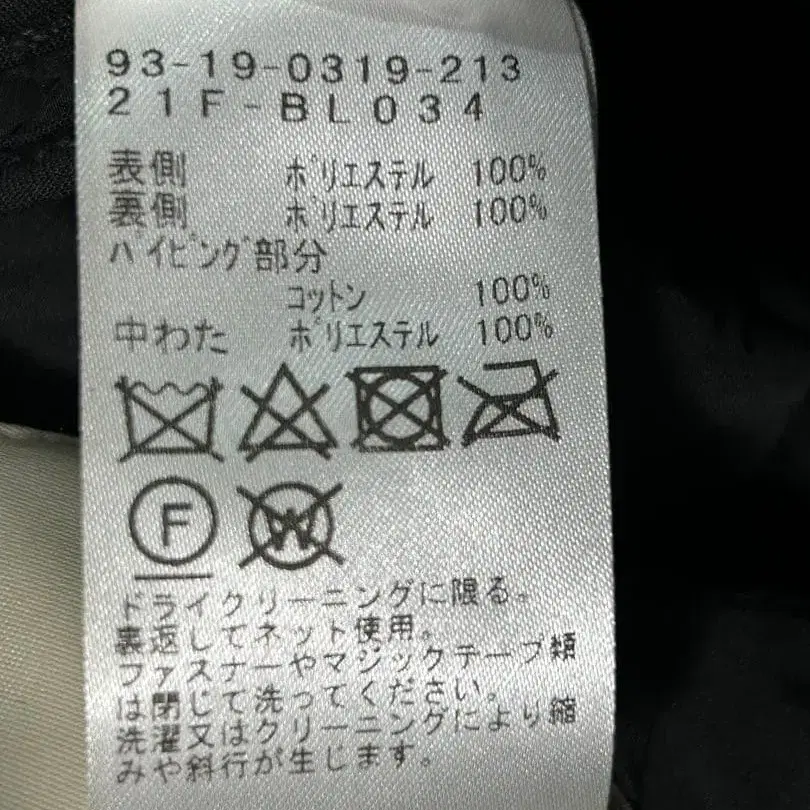 93-19-0319-213
21F-BL034
表側 ポリエステル 100%
裏側 ポリエステル 100%
パイピング部分
コットン 100%
中わた ポリエステル 100%
F W
ドライクリーニングに限る。
裏返してネット使用。
ファスナーやマジックテープ類
は閉じて洗ってください。
洗濯又はクリーニングにより縮
みや斜行が生じます。